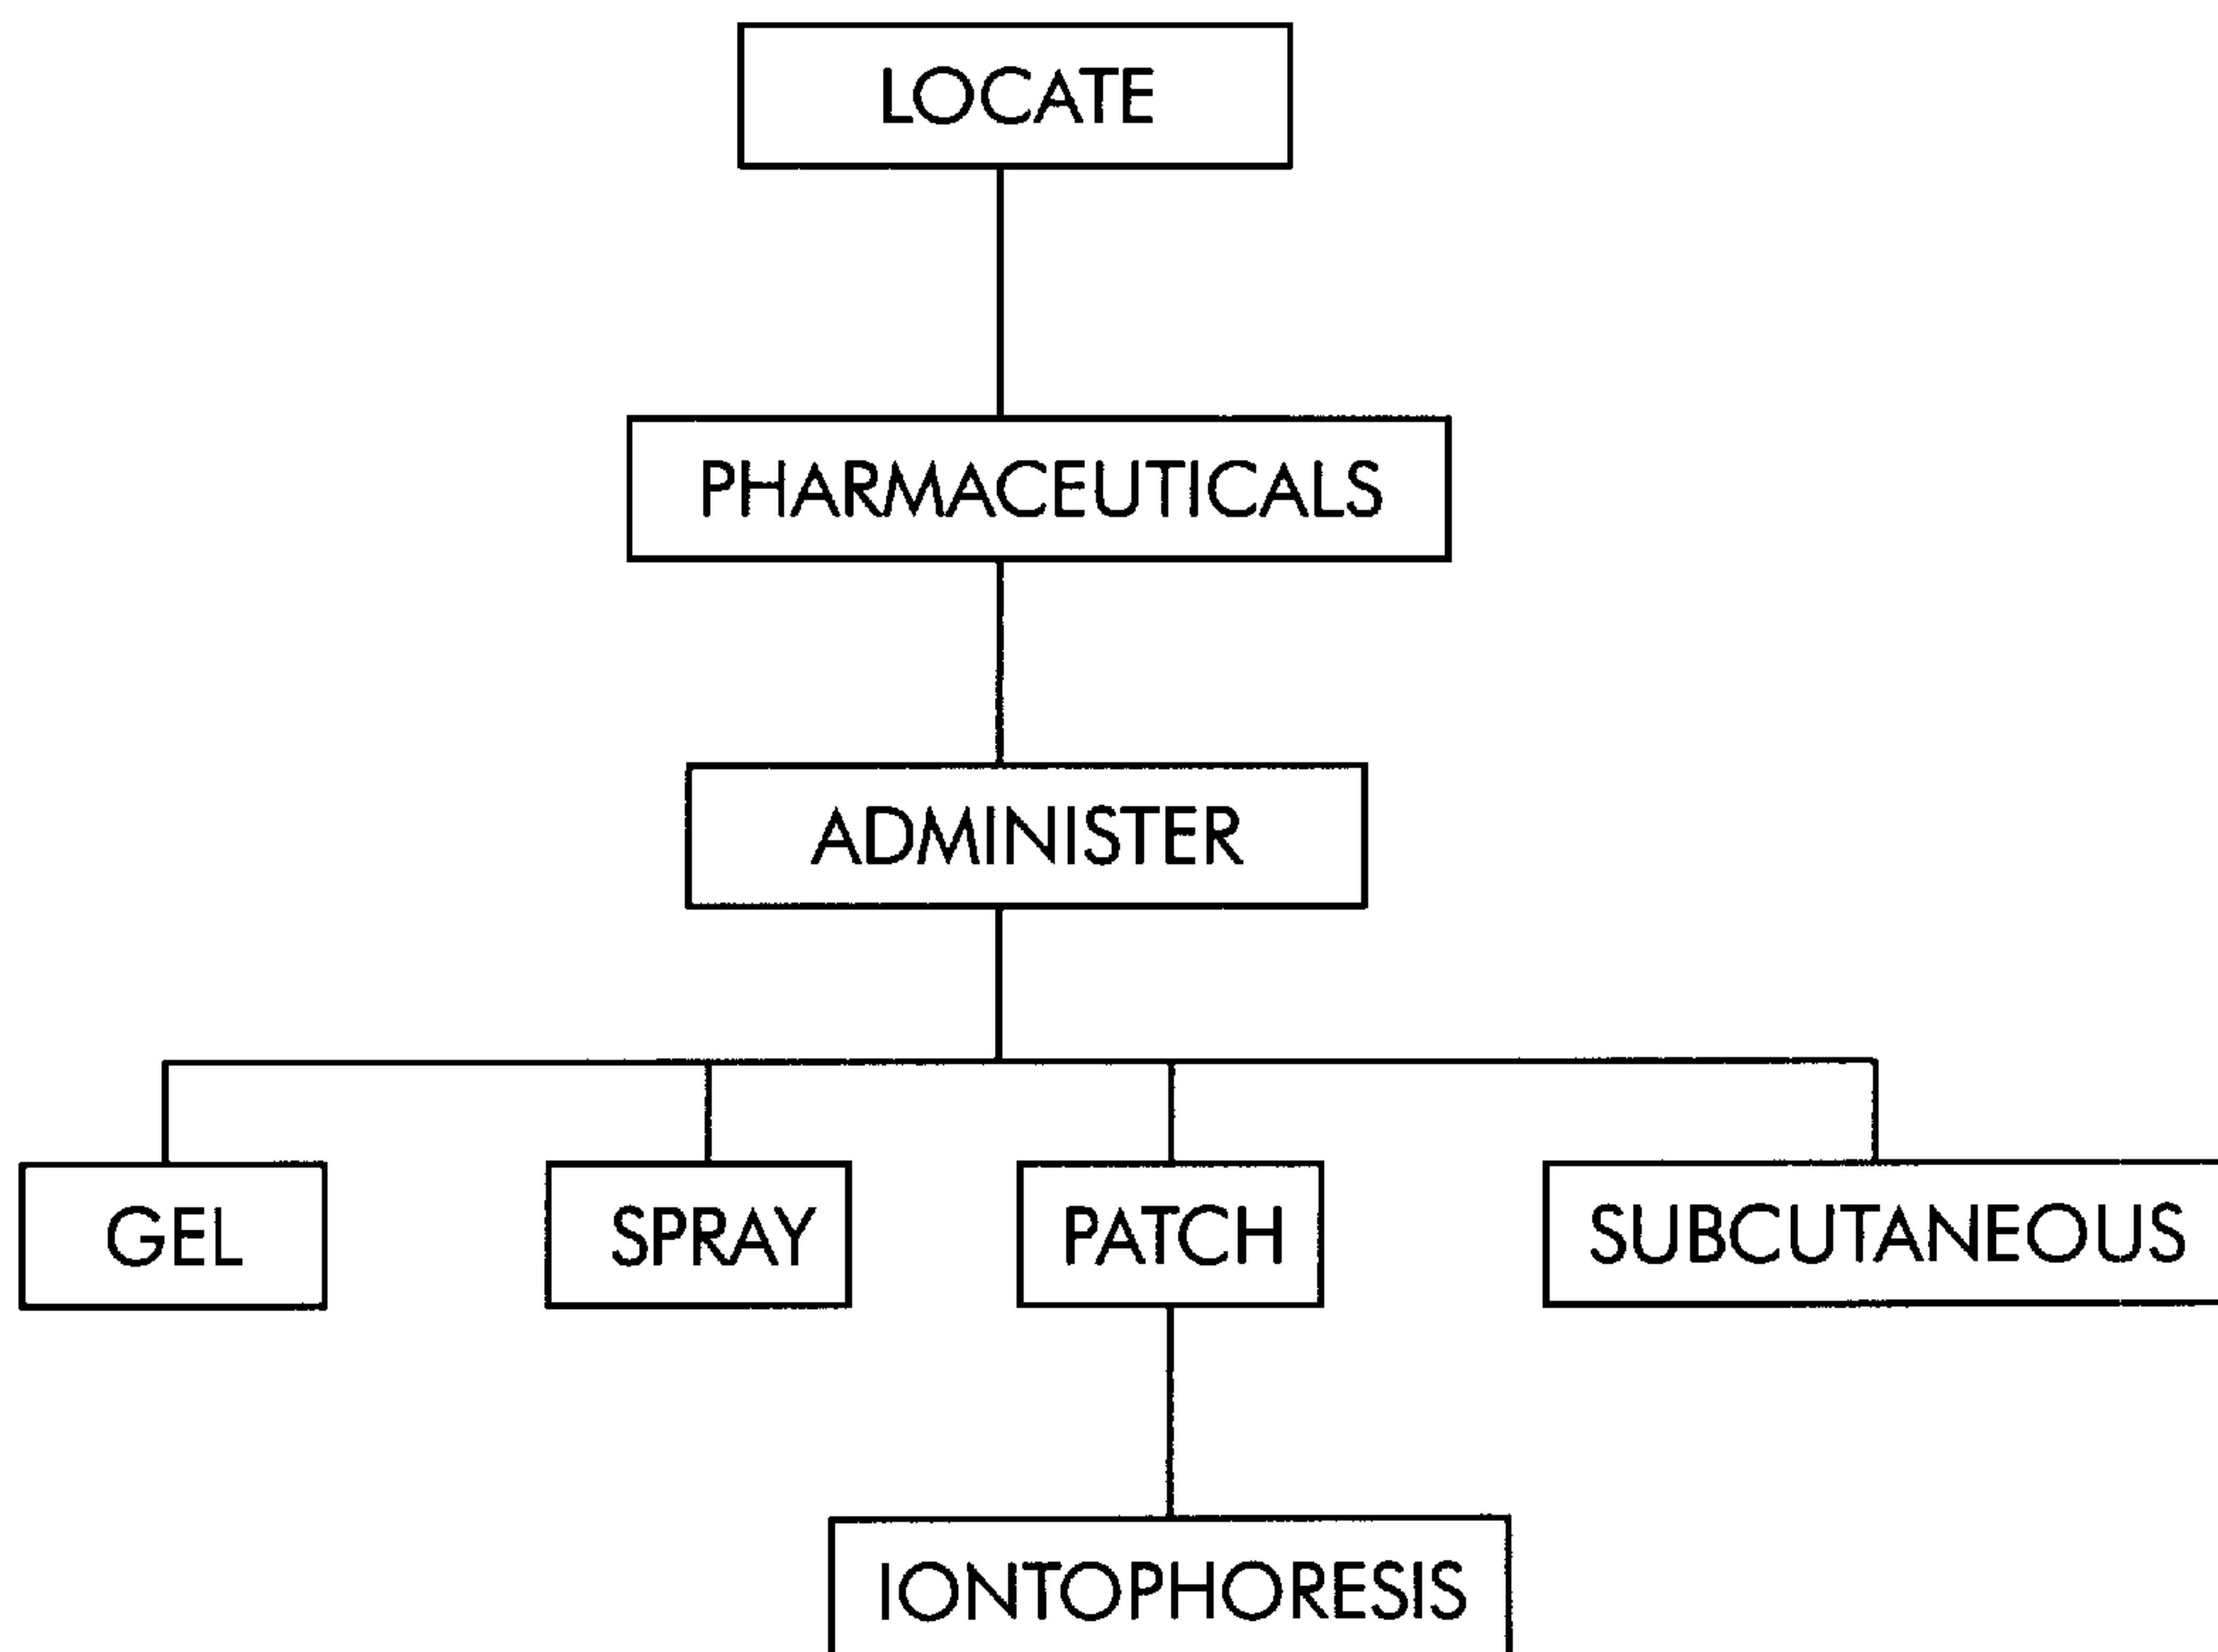 LOCATE
PHARMACEUTICALS
ADMINISTER
GEL
SPRAY
PATCH
SUBCUTANEOUS
IONTOPHORESIS